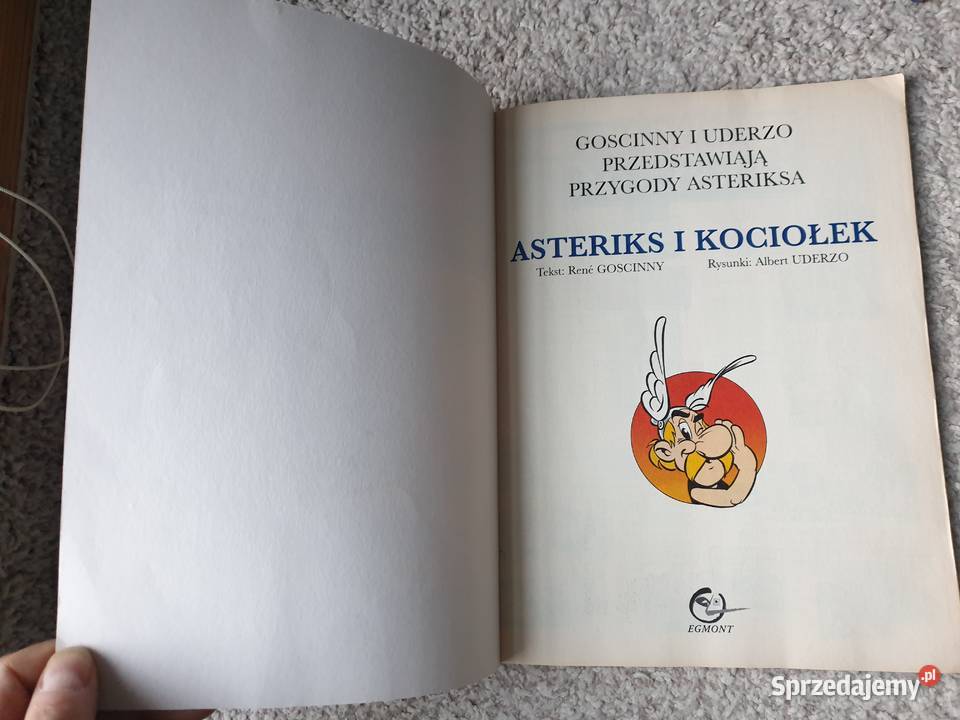 GOSCINNY I UDERZO
PRZEDSTAWIAJĄ
PRZYGODY ASTERIKSA
ASTERIKS I KOCIOŁEK
Tekst: René GOSCINNY Rysunki: Albert UDERZO
EGMONT
Sprzedajemy.pl